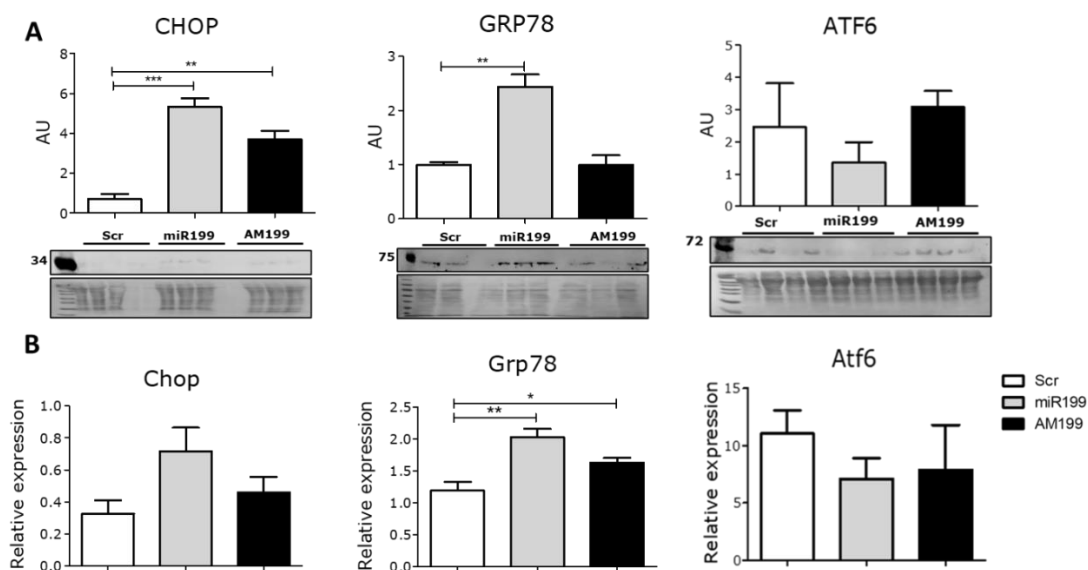 A
CHOP
GRP78
ATF6
AU
8
6
4
2
0
**
***
AU
3
2
1
0
**
AU
5
4
3
2
1
0
Scr miR199 AM199
34
Scr miR199 AM199
75
Scr miR199 AM199
72
B
Chop
Grp78
Atf6
Relative expression
1.0
0.8
0.6
0.4
0.2
0.0
Relative expression
2.5
2.0
1.5
1.0
0.5
0.0
*
**
Relative expression
15
10
5
0
Scr
miR199
AM199